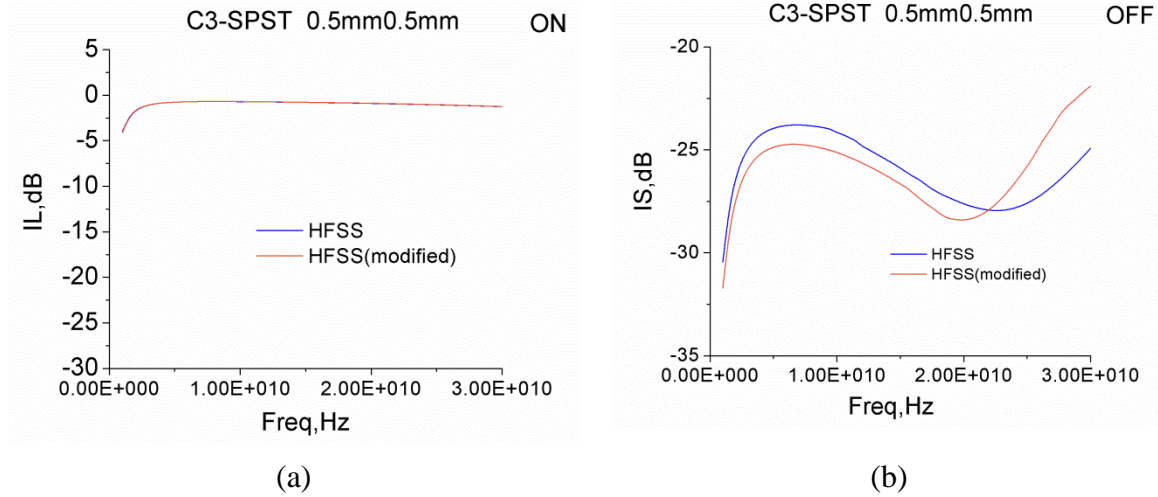 C3-SPST 0.5mm0.5mm ON
5
0
-5
-10
-15
-20
-25
-30
IL,dB
HFSS
HFSS(modified)
0.00E+000 1.00E+010 2.00E+010 3.00E+010
Freq,Hz
(a)
C3-SPST 0.5mm0.5mm OFF
-20
-25
-30
-35
IS,dB
HFSS
HFSS(modified)
0.00E+000 1.00E+010 2.00E+010 3.00E+010
Freq,Hz
(b)